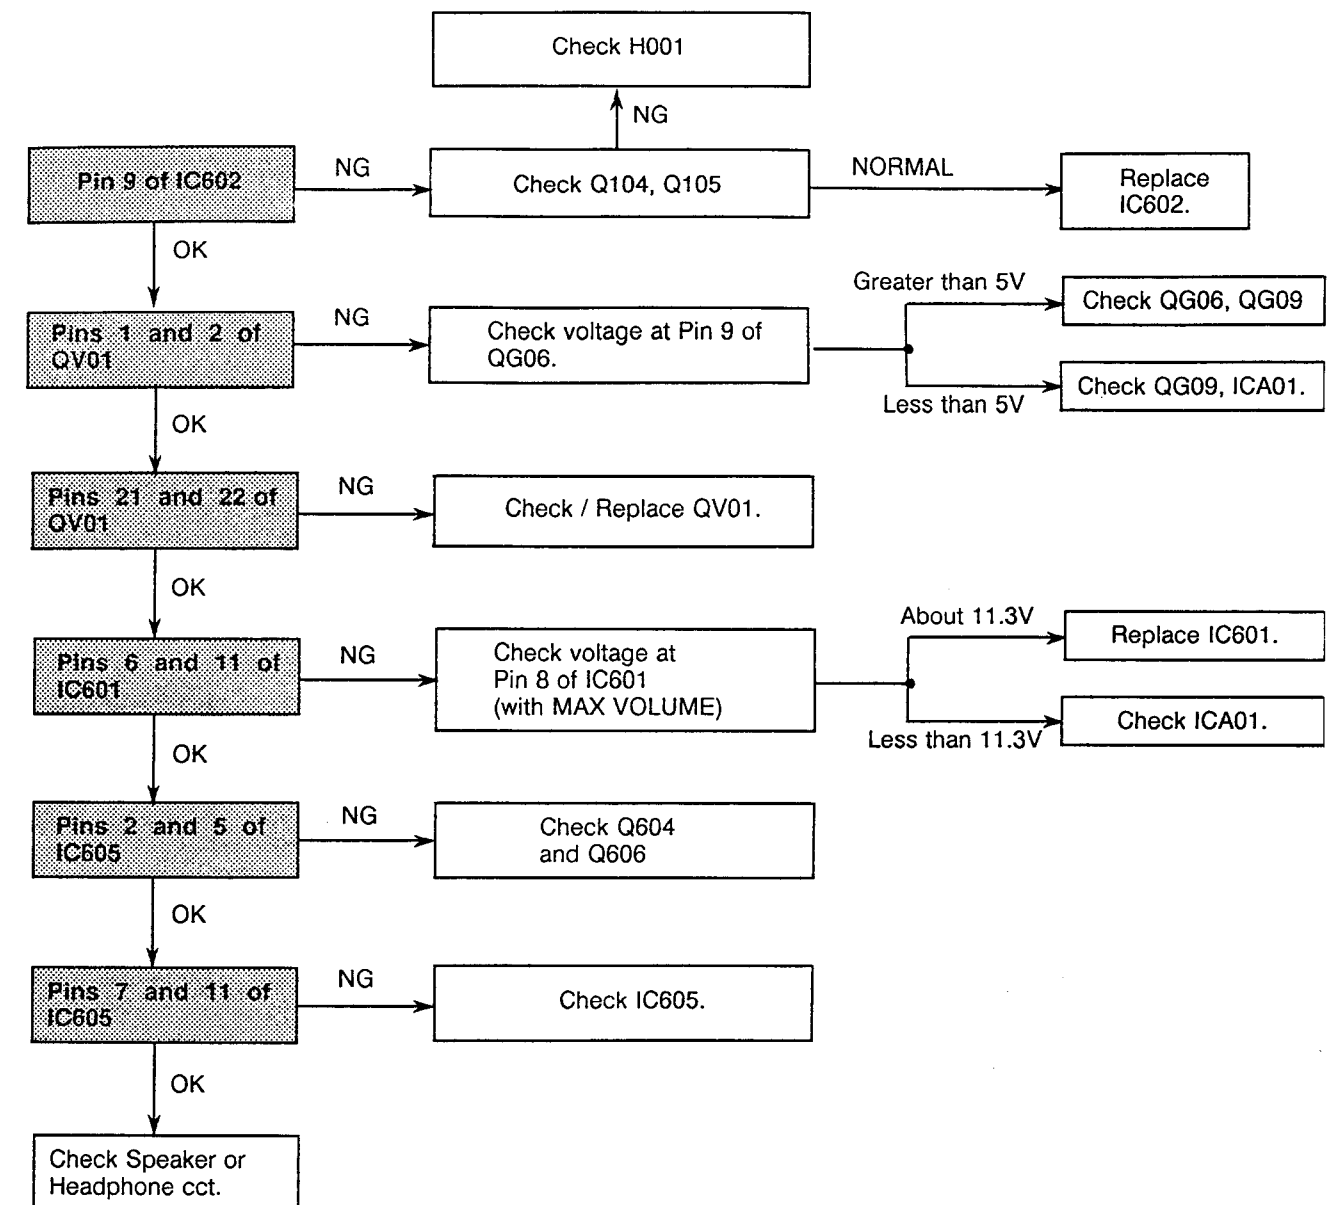 Check H001
NG
Pin 9 of IC602
NG
Check Q104, Q105
NORMAL
Replace
IC602.
OK
Pins 1 and 2 of
QV01
NG
Check voltage at Pin 9 of
QG06.
Greater than 5V
Check QG06, QG09
Less than 5V
Check QG09, ICA01.
OK
Pins 21 and 22 of
QV01
NG
Check / Replace QV01.
OK
Pins 6 and 11 of
IC601
NG
Check voltage at
Pin 8 of IC601
(with MAX VOLUME)
About 11.3V
Replace IC601.
Less than 11.3V
Check ICA01.
OK
Pins 2 and 5 of
IC605
NG
Check Q604
and Q606
OK
Pins 7 and 11 of
IC605
NG
Check IC605.
OK
Check Speaker or
Headphone cct.